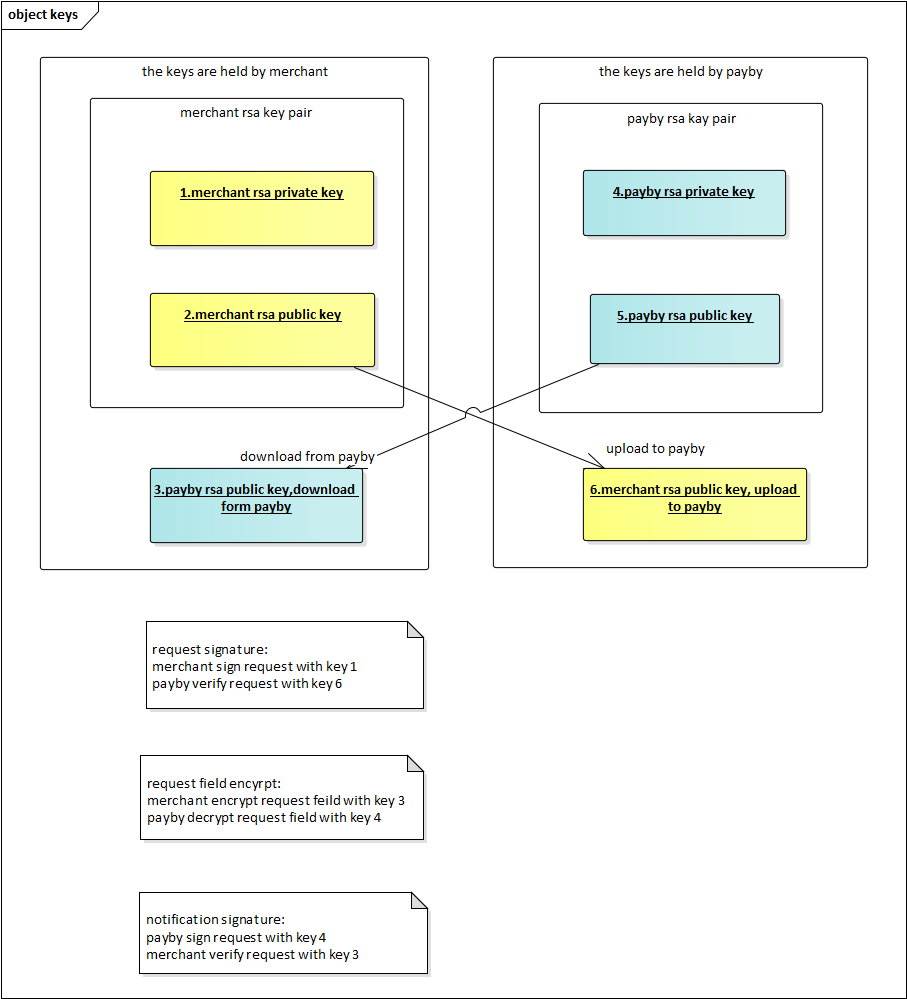 object keys
the keys are held by merchant
merchant rsa key pair
1.merchant rsa private key
2.merchant rsa public key
download from payby
3.payby rsa public key,download
form payby
the keys are held by payby
payby rsa kay pair
4.payby rsa private key
5.payby rsa public key
upload to payby
6.merchant rsa public key, upload
to payby
request signature:
merchant sign request with key 1
payby verify request with key 6
request field encyrpt:
merchant encrypt request feild with key 3
payby decrypt request field with key 4
notification signature:
payby sign request with key 4
merchant verify request with key 3